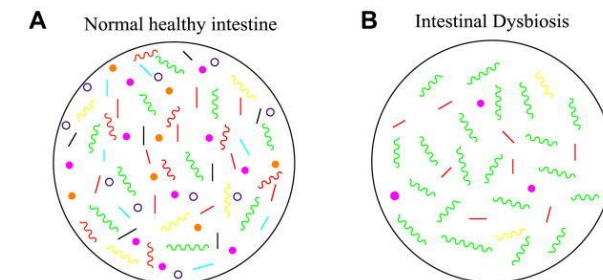 A
Normal healthy intestine
B
Intestinal Dysbiosis